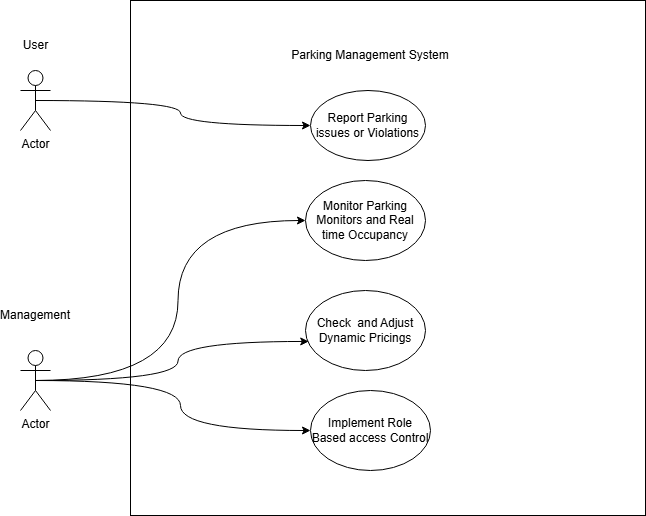 User
Parking Management System
Report Parking
issues or Violations
Actor
Monitor Parking
Monitors and Real
time Occupancy
Management
Check and Adjust
Dynamic Pricings
Actor
Implement Role
Based access Control